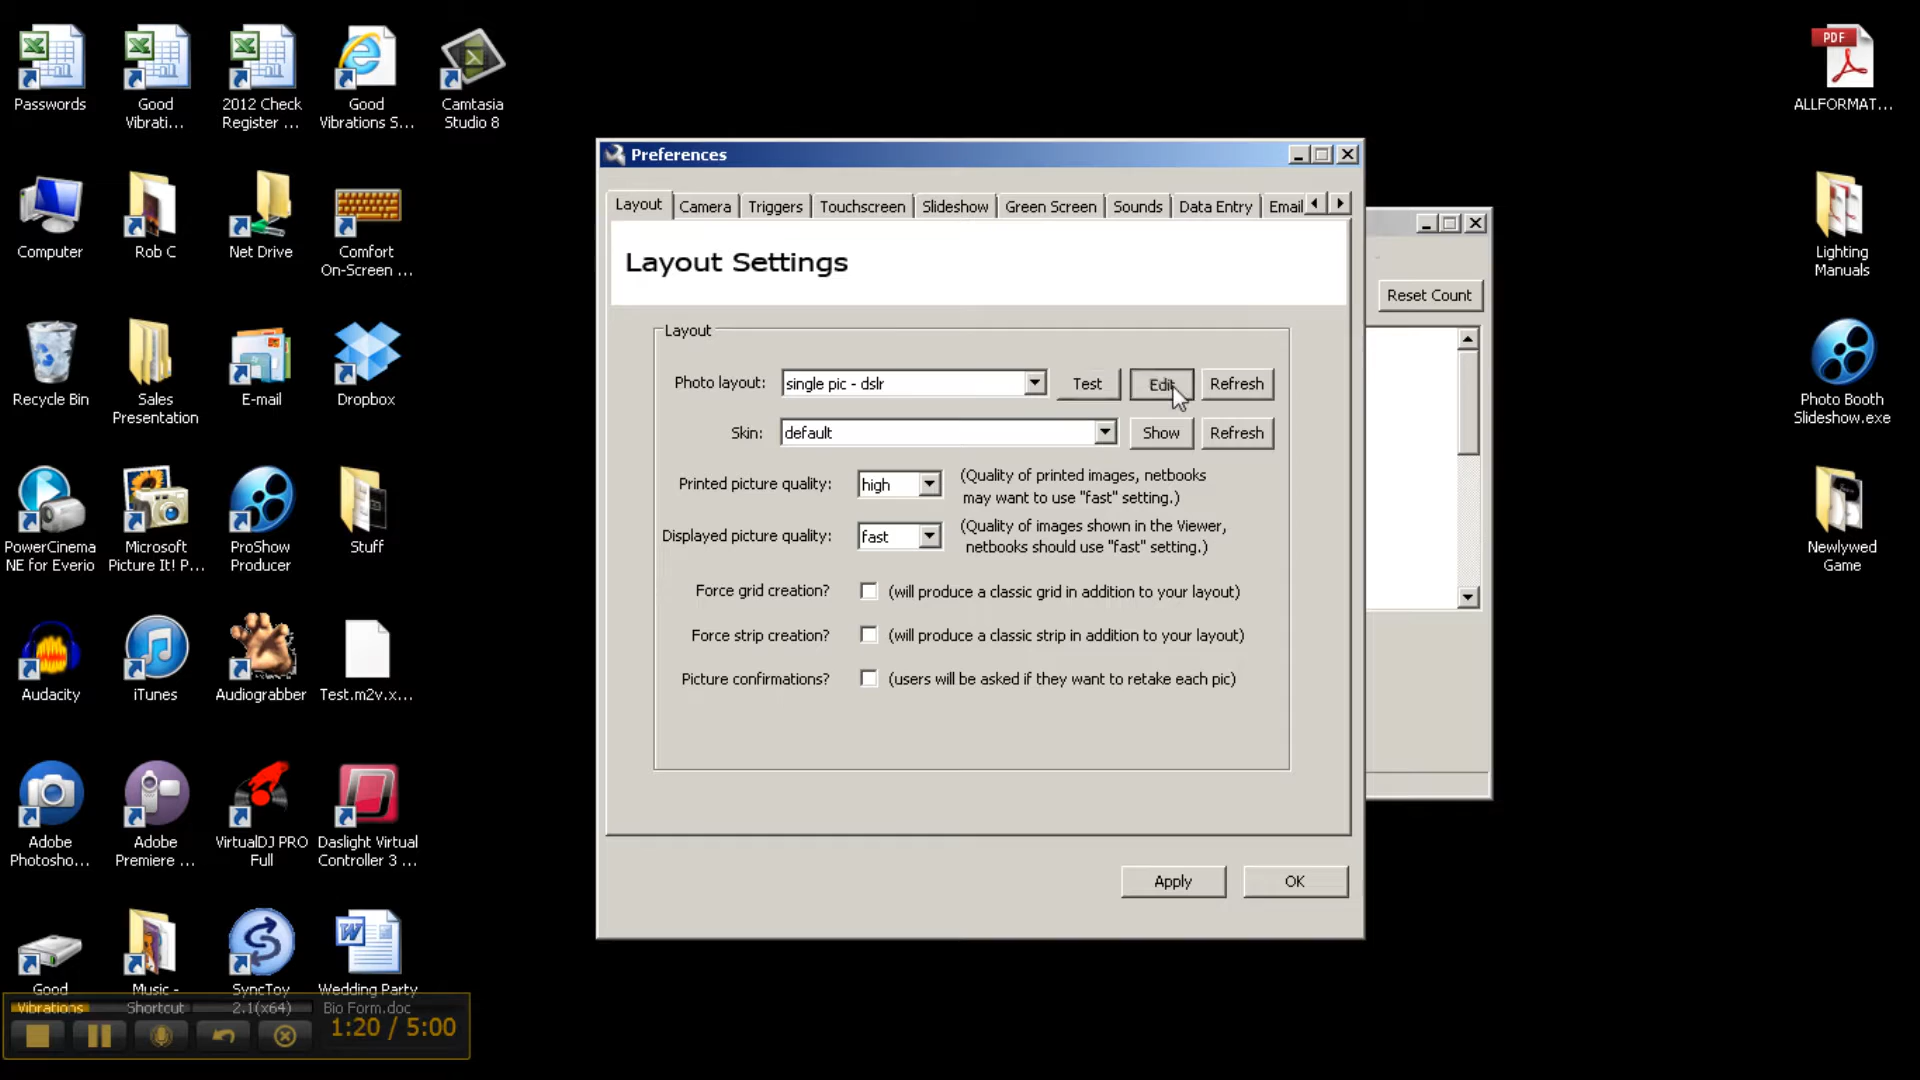 Passwords
Good
Vibrati...
2012 Check
Register ...
Good
Vibrations S...
Camtasia
Studio 8
PDF
ALLFORMAT...
Computer
Rob C
Net Drive
Comfort
On-Screen ...
Lighting
Manuals
Recycle Bin
Sales
Presentation
E-mail
Dropbox
Photo Booth
Slideshow.exe
PowerCinema
NE for Everio
Microsoft
Picture It! P...
ProShow
Producer
Stuff
Newlywed
Game
Audacity
iTunes
Audiograbber
Test.m2v.x...
Adobe
Photosho...
Adobe
Premiere ...
VirtualDJ PRO
Full
Daslight Virtual
Controller 3 ...
Good
Vibrations
Music -
Shortcut
SyncToy
2.1(x64)
Wedding Party
Bio Form.doc
1:20 / 5:00
Preferences
Layout
Camera
Triggers
Touchscreen
Slideshow
Green Screen
Sounds
Data Entry
Email
Layout Settings
Reset Count
Layout
Photo layout: single pic - dslr Test Edit Refresh
Skin: default Show Refresh
Printed picture quality: high (Quality of printed images, netbooks
may want to use "fast" setting.)
Displayed picture quality: fast (Quality of images shown in the Viewer,
netbooks should use "fast" setting.)
Force grid creation? (will produce a classic grid in addition to your layout)
Force strip creation? (will produce a classic strip in addition to your layout)
Picture confirmations? (users will be asked if they want to retake each pic)
Apply OK